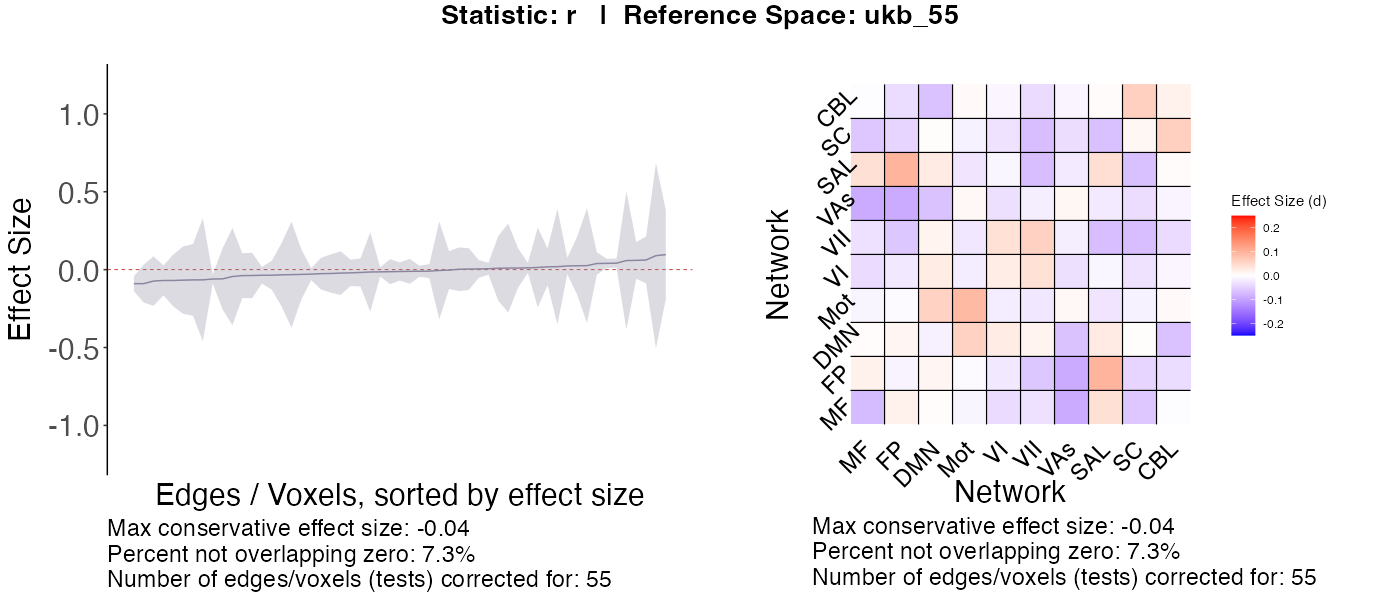 Statistic: r | Reference Space: ukb_55
Effect Size
1.0
0.5
0.0
-0.5
-1.0
Edges / Voxels, sorted by effect size
Max conservative effect size: -0.04
Percent not overlapping zero: 7.3%
Number of edges/voxels (tests) corrected for: 55
Network
CBL
SC
SAL
VAs
VII
VI
Mot
DMN
FP
MF
MF
FP
DMN
Mot
VI
VII
VAs
SAL
SC
CBL
Network
Max conservative effect size: -0.04
Percent not overlapping zero: 7.3%
Number of edges/voxels (tests) corrected for: 55
Effect Size (d)
0.2
0.1
0.0
-0.1
-0.2